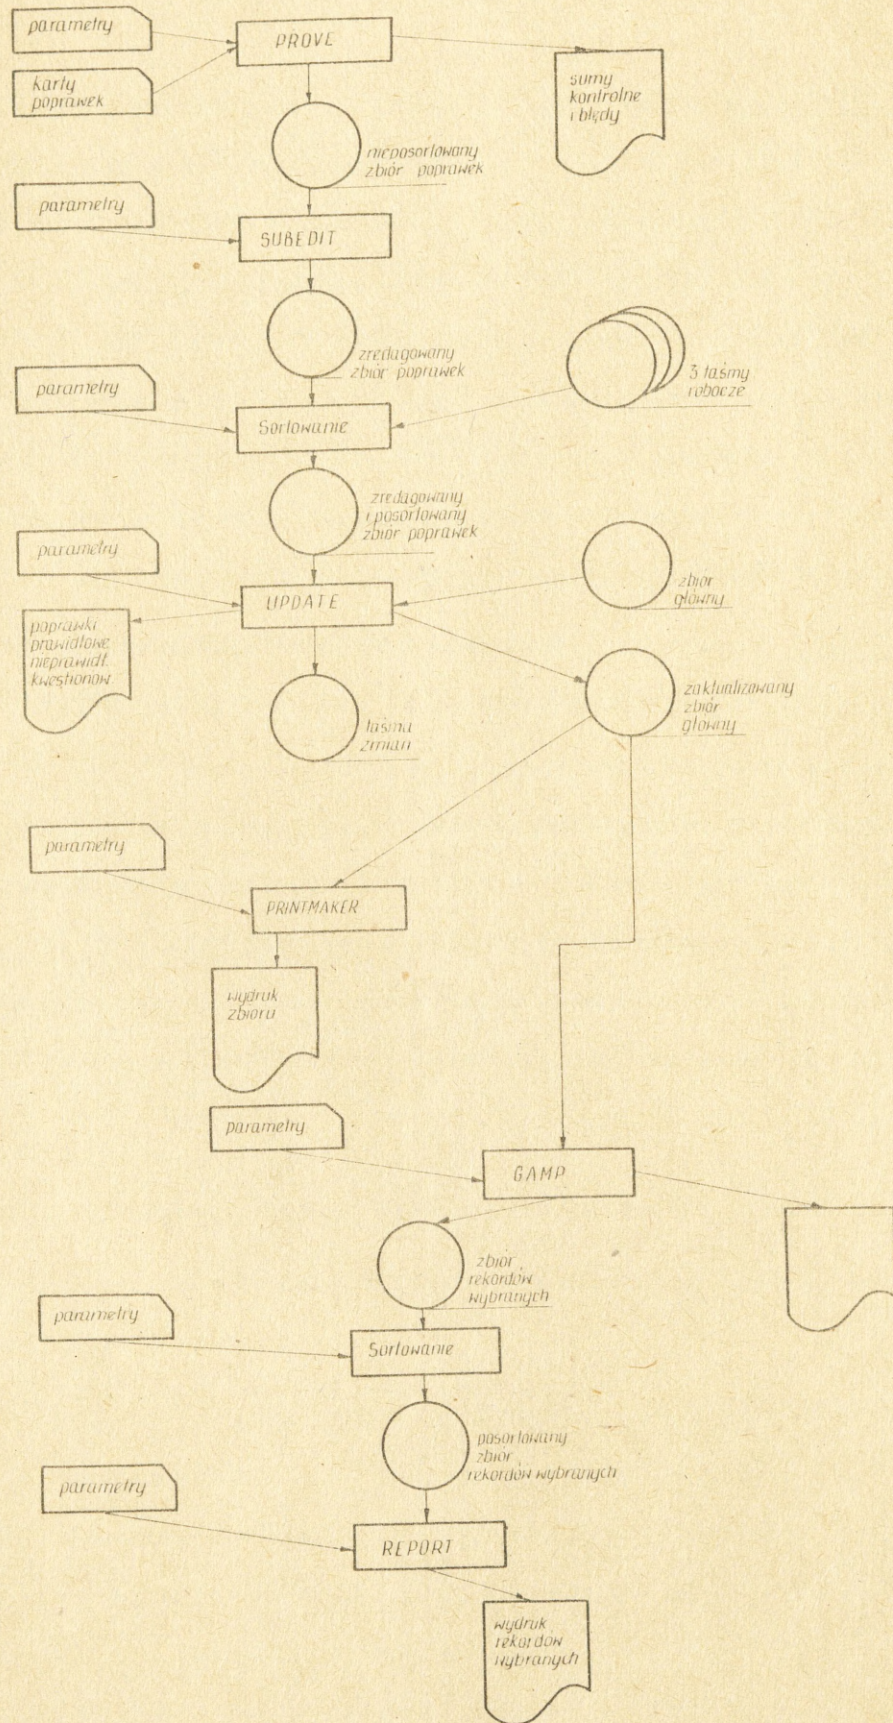 parametry
PROVE
karty
poprawek
sumy
kontrolne
i błędy
nieposortowany
zbiór poprawek
parametry
SUBEDIT
zredagowany
zbiór poprawek
3 taśmy
robocze
parametry
Sortowanie
zredagowany
i posortowany
zbiór poprawek
parametry
zbiór
główny
UPDATE
poprawki
prawidłowe
nieprawidł.
kwestionow.
zaktualizowany
zbiór
główny
taśma
zmian
parametry
PRINTMAKER
wydruk
zbioru
parametry
GAMP
zbiór
rekordów
wybranych
parametry
Sortowanie
posortowany
zbiór
rekordów wybranych
parametry
REPORT
wydruk
rekordów
wybranych